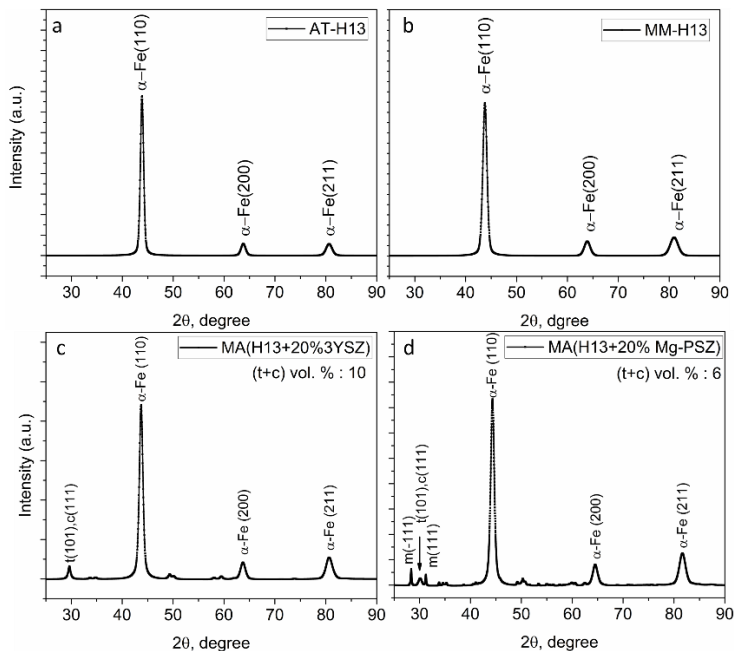 a
AT-H13
α–Fe(110)
α–Fe(200)
α–Fe(211)
Intensity (a.u.)
30 40 50 60 70 80 90
2θ, degree
b
MM-H13
α–Fe(110)
α–Fe(200)
α–Fe(211)
30 40 50 60 70 80 90
2θ, degree
c
MA(H13+20%3YSZ)
(t+c) vol. % : 10
α-Fe (110)
t(101),c(111)
α-Fe (200)
α-Fe (211)
Intensity (a.u.)
30 40 50 60 70 80 90
2θ, degree
d
MA(H13+20% Mg-PSZ)
(t+c) vol. % : 6
α-Fe (110)
m(-111)
t(101),c(111)
m(111)
α-Fe (200)
α-Fe (211)
30 40 50 60 70 80 90
2θ, degree